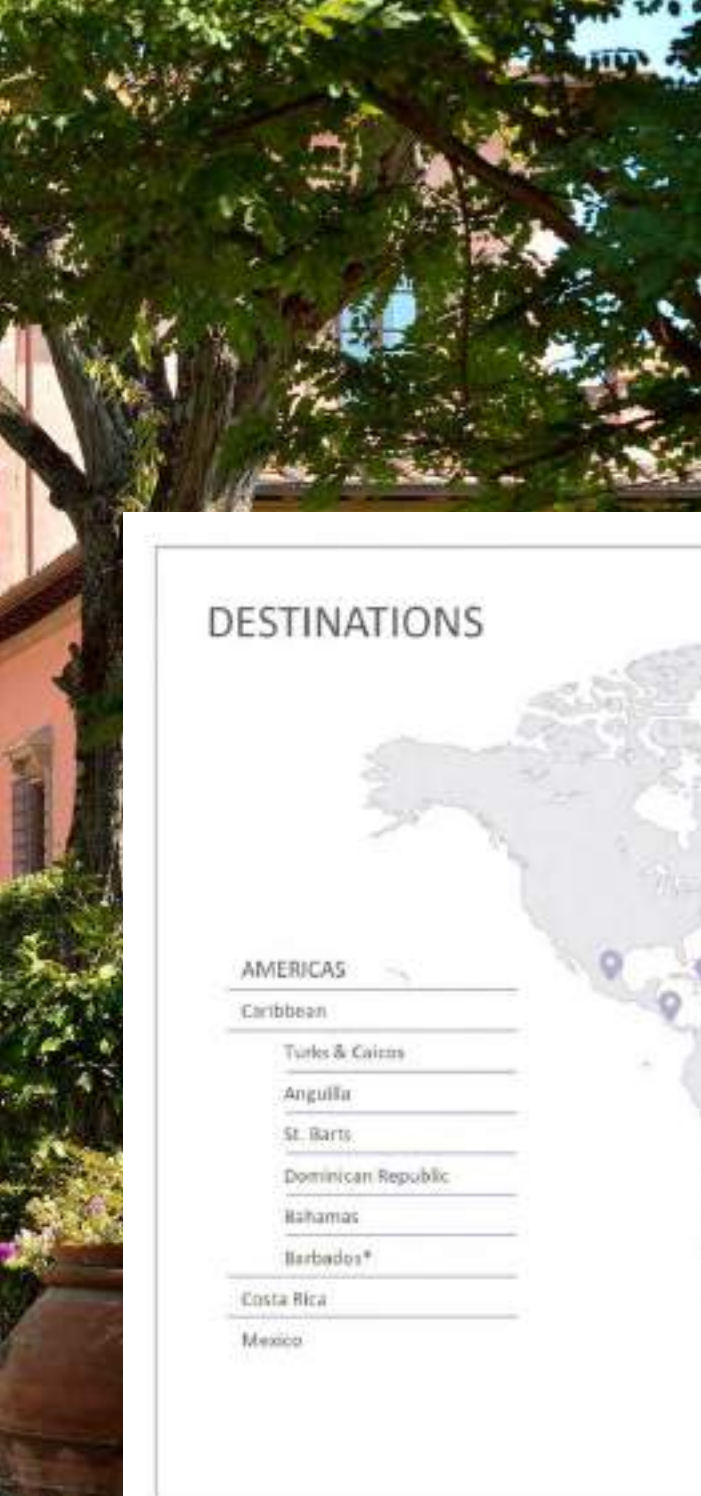 DESTINATIONS
AMERICAS
Caribbean
Turks & Caicos
Anguilla
St. Barts
Dominican Republic
Bahamas
Barbados*
Costa Rica
Mexico